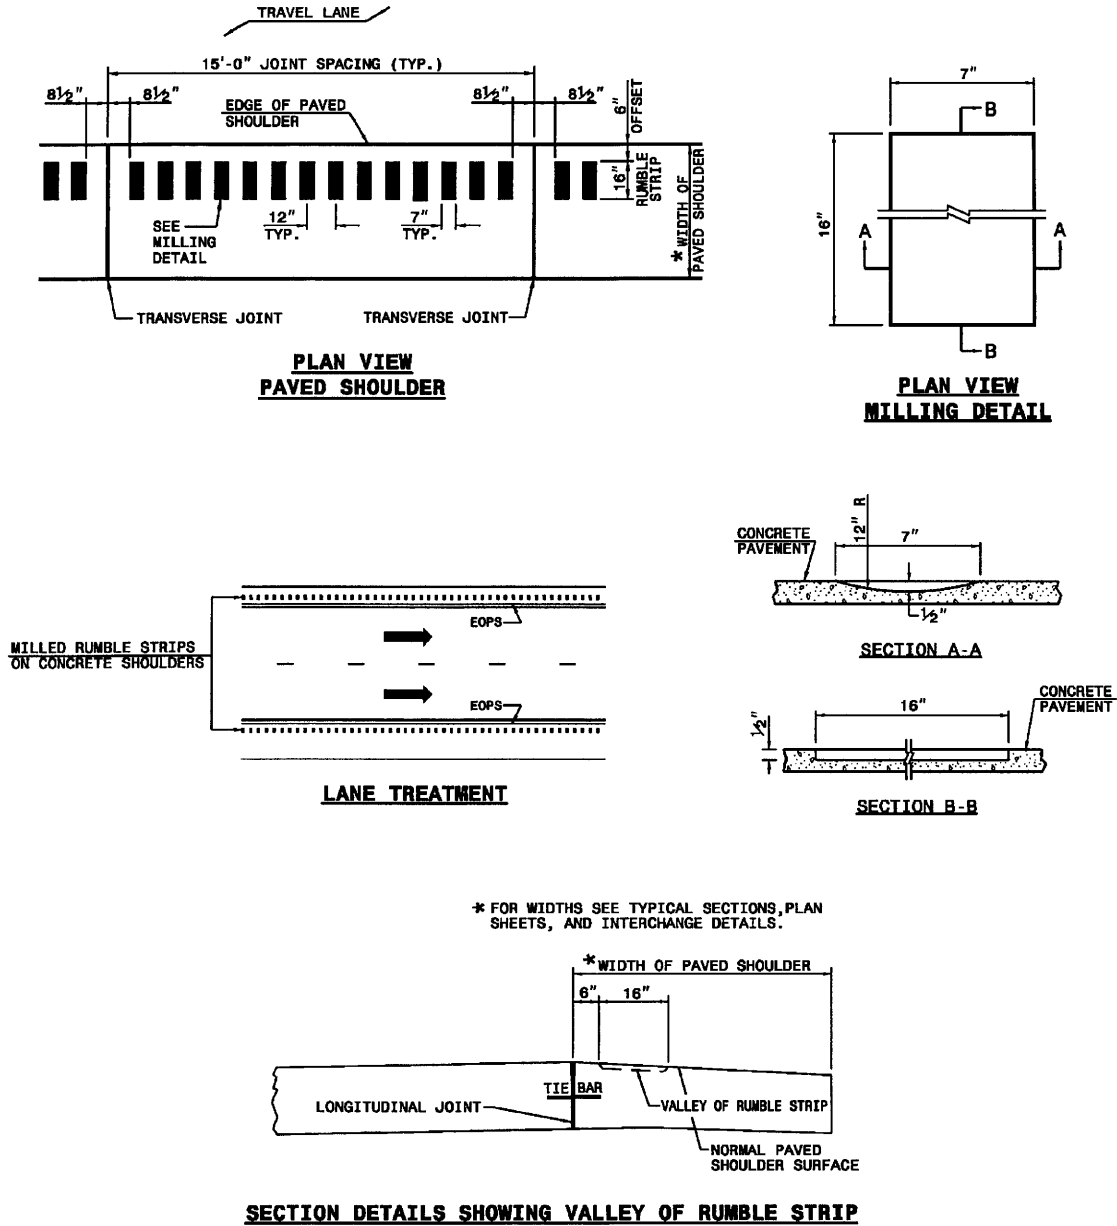 TRAVEL LANE
15'-0" JOINT SPACING (TYP.)
8½" 8½" 8½" 8½"
EDGE OF PAVED
SHOULDER
6"
OFFSET
16"
RUMBLE
STRIP
* WIDTH OF
PAVED SHOULDER
SEE
MILLING
DETAIL
12"
TYP.
7"
TYP.
TRANSVERSE JOINT
TRANSVERSE JOINT
PLAN VIEW
PAVED SHOULDER
7"
B
16"
A A
B
PLAN VIEW
MILLING DETAIL
MILLED RUMBLE STRIPS
ON CONCRETE SHOULDERS
EOPS
EOPS
LANE TREATMENT
CONCRETE
PAVEMENT
12" R
7"
½"
SECTION A-A
CONCRETE
PAVEMENT
16"
½"
SECTION B-B
* FOR WIDTHS SEE TYPICAL SECTIONS, PLAN
SHEETS, AND INTERCHANGE DETAILS.
* WIDTH OF PAVED SHOULDER
6" 16"
TIE BAR
LONGITUDINAL JOINT
VALLEY OF RUMBLE STRIP
NORMAL PAVED
SHOULDER SURFACE
SECTION DETAILS SHOWING VALLEY OF RUMBLE STRIP